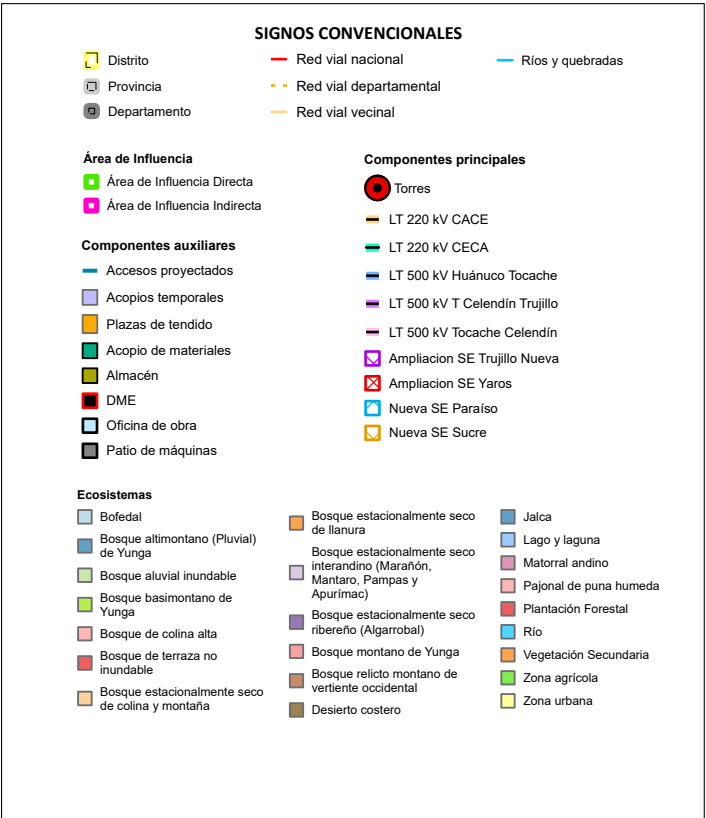 SIGNOS CONVENCIONALES
Distrito
Provincia
Departamento
Red vial nacional
Red vial departamental
Red vial vecinal
Ríos y quebradas
Área de Influencia
Área de Influencia Directa
Área de Influencia Indirecta
Componentes auxiliares
Accesos proyectados
Acopios temporales
Plazas de tendido
Acopio de materiales
Almacén
DME
Oficina de obra
Patio de máquinas
Componentes principales
Torres
LT 220 kV CACE
LT 220 kV CECA
LT 500 kV Huánuco Tocache
LT 500 kV T Celendín Trujillo
LT 500 kV Tocache Celendín
Ampliacion SE Trujillo Nueva
Ampliacion SE Yaros
Nueva SE Paraíso
Nueva SE Sucre
Ecosistemas
Bofedal
Bosque altimontano (Pluvial)
de Yunga
Bosque aluvial inundable
Bosque basimontano de
Yunga
Bosque de colina alta
Bosque de terraza no
inundable
Bosque estacionalmente seco
de colina y montaña
Bosque estacionalmente seco
de llanura
Bosque estacionalmente seco
interandino (Marañón,
Mantaro, Pampas y
Apurímac)
Bosque estacionalmente seco
ribereño (Algarrobal)
Bosque montano de Yunga
Bosque relicto montano de
vertiente occidental
Desierto costero
Jalca
Lago y laguna
Matorral andino
Pajonal de puna humeda
Plantación Forestal
Río
Vegetación Secundaria
Zona agrícola
Zona urbana